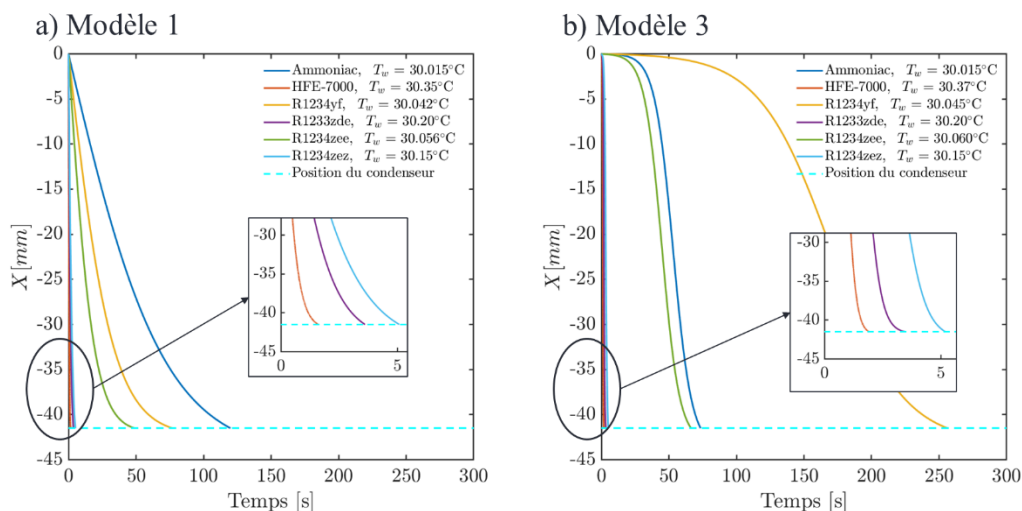 a) Modèle 1
0 50 100 150 200 250 300
0
-5
-10
-15
-20
-25
-30
-35
-40
-45
X [mm]
Temps [s]
Ammoniac, T_w = 30.015°C
HFE-7000, T_w = 30.35°C
R1234yf, T_w = 30.042°C
R1233zde, T_w = 30.20°C
R1234zee, T_w = 30.056°C
R1234zez, T_w = 30.15°C
Position du condenseur
-30
-35
-40
-45
0 5
b) Modèle 3
0 50 100 150 200 250 300
0
-5
-10
-15
-20
-25
-30
-35
-40
-45
X [mm]
Temps [s]
Ammoniac, T_w = 30.015°C
HFE-7000, T_w = 30.37°C
R1234yf, T_w = 30.045°C
R1233zde, T_w = 30.20°C
R1234zee, T_w = 30.060°C
R1234zez, T_w = 30.15°C
Position du condenseur
-30
-35
-40
-45
0 5